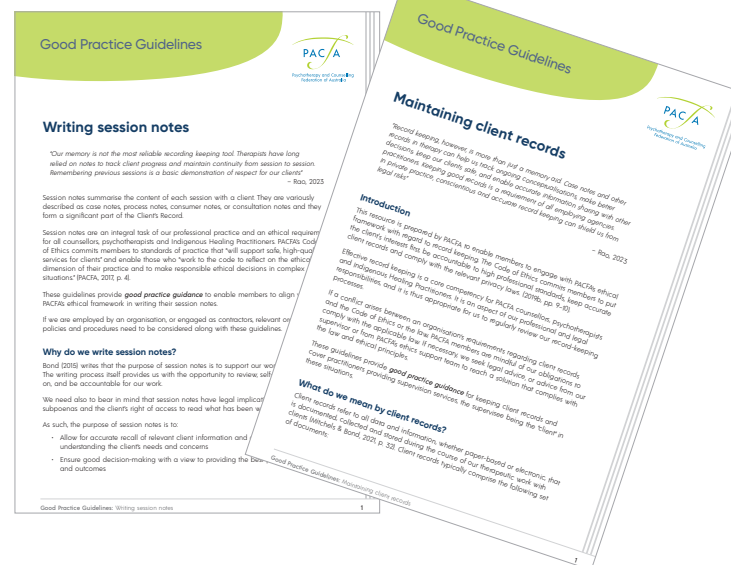 Good Practice Guidelines
PACFA
Psychotherapy and Counselling
Federation of Australia
Writing session notes
"Our memory is not the most reliable recording keeping tool. Therapists have long
relied on notes to track client progress and maintain continuity from session to session.
Remembering previous sessions is a basic demonstration of respect for our clients"
– Rao, 2023
Session notes summarise the content of each session with a client. They are variously
described as case notes, process notes, consumer notes, or consultation notes and they
form a significant part of the Client's Record.
Session notes are an integral task of our professional practice and an ethical
for all counsellors, psychotherapists and Indigenous Healing Practitioners. PACFA's
of Ethics commits members to standards of practice that "will support safe,
services for clients" and enable those who "work to the code to reflect on the
dimension of their practice and to make responsible ethical decisions in complex
situations." (PACFA, 2017, p. 4).
These guidelines provide good practice guidance to enable members to align
PACFA's ethical framework in writing their session notes.
If we are employed by an organisation, or engaged as contractors, relevant
policies and procedures need to be considered along with these guidelines.
Why do we write session notes?
Bond (2015) writes that the purpose of session notes is to support our
The writing process itself provides us with the opportunity to review,
on, and be accountable for our work.
We need also to bear in mind that session notes have legal
subpoenas and the client's right of access to read what has been
As such, the purpose of session notes is to:
• Allow for accurate recall of relevant client information and
understanding the client's needs and concerns
• Ensure good decision-making with a view to providing the
and outcomes
Good Practice Guidelines: Writing session notes
1
Good Practice Guidelines
PACFA
Psychotherapy and Counselling
Federation of Australia
Maintaining client records
"Record keeping, however, is more than just a memory aid. Case notes and other
records in therapy can help us track ongoing conceptualisations, make better
decisions, keep our clients safe and enable accurate information sharing with other
practitioners. Keeping good records is a requirement of all employing agencies.
In private practice, conscientious and accurate record keeping can shield us from
legal risks"
– Rao, 2023
Introduction
This resource is prepared by PACFA to enable members to engage with PACFA's ethical
framework with regard to record keeping. The Code of Ethics commits members to put
the client's interests first, be accountable to high professional standards, keep accurate
client records and comply with the relevant privacy laws. (2019b, pp. 9-10).
Effective record keeping is a core competency for PACFA counsellors, Psychotherapists
and Indigenous Healing Practitioners. It is an aspect of our professional and legal
responsibilities, and it is thus appropriate for us to regularly review our record-keeping
processes.
If a conflict arises between an organisation's requirements regarding client records
and the Code of Ethics or the law, PACFA members are mindful of our obligations to
comply with the applicable law. If necessary, we seek legal advice, or advice from our
supervisor or from PACFA's ethics support team to reach a solution that complies with
the law and ethical principles.
These guidelines provide good practice guidance for keeping client records and
cover practitioners providing supervision services, the supervisee being the "client" in
these situations.
What do we mean by client records?
Client records refer to all data and information, whether paper-based or electronic, that
is documented, collected and stored during the course of our therapeutic work with
clients (Mitchels & Bond, 2021, p. 32). Client records typically comprise the following set
of documents:
Good Practice Guidelines: Maintaining client records
1